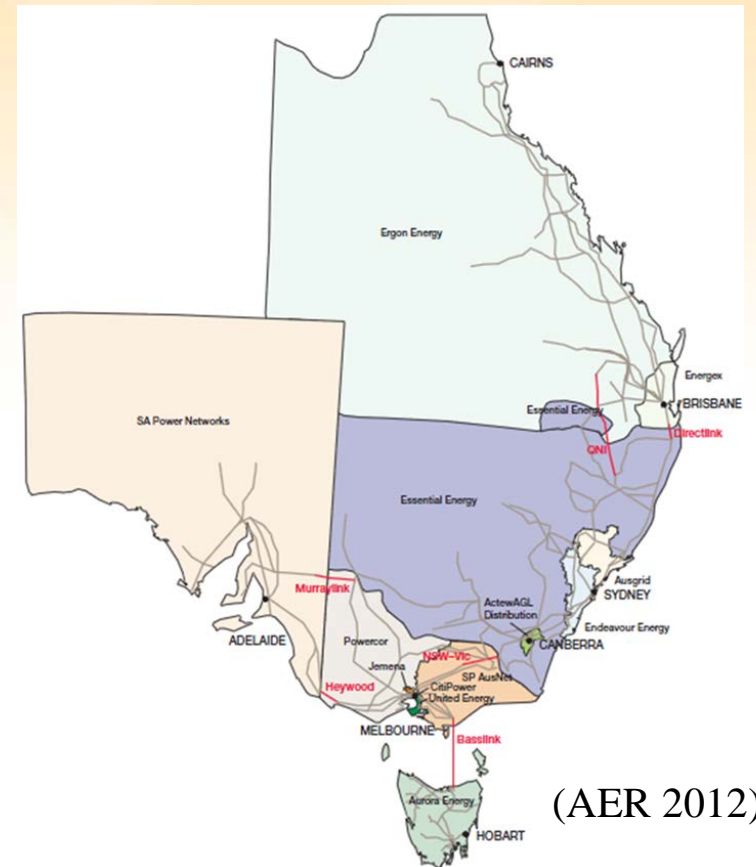 CAIRNS
Ergon Energy
Energex
BRISBANE
Essential Energy
Directlink
QNI
SA Power Networks
Essential Energy
Ausgrid
SYDNEY
ActewAGL
Distribution
Endeavour Energy
CANBERRA
Murraylink
ADELAIDE
Powercor
NSW–Vic
Jemena
SP AusNet
Heywood
CitiPower
United Energy
MELBOURNE
Basslink
Aurora Energy
(AER 2012)
HOBART